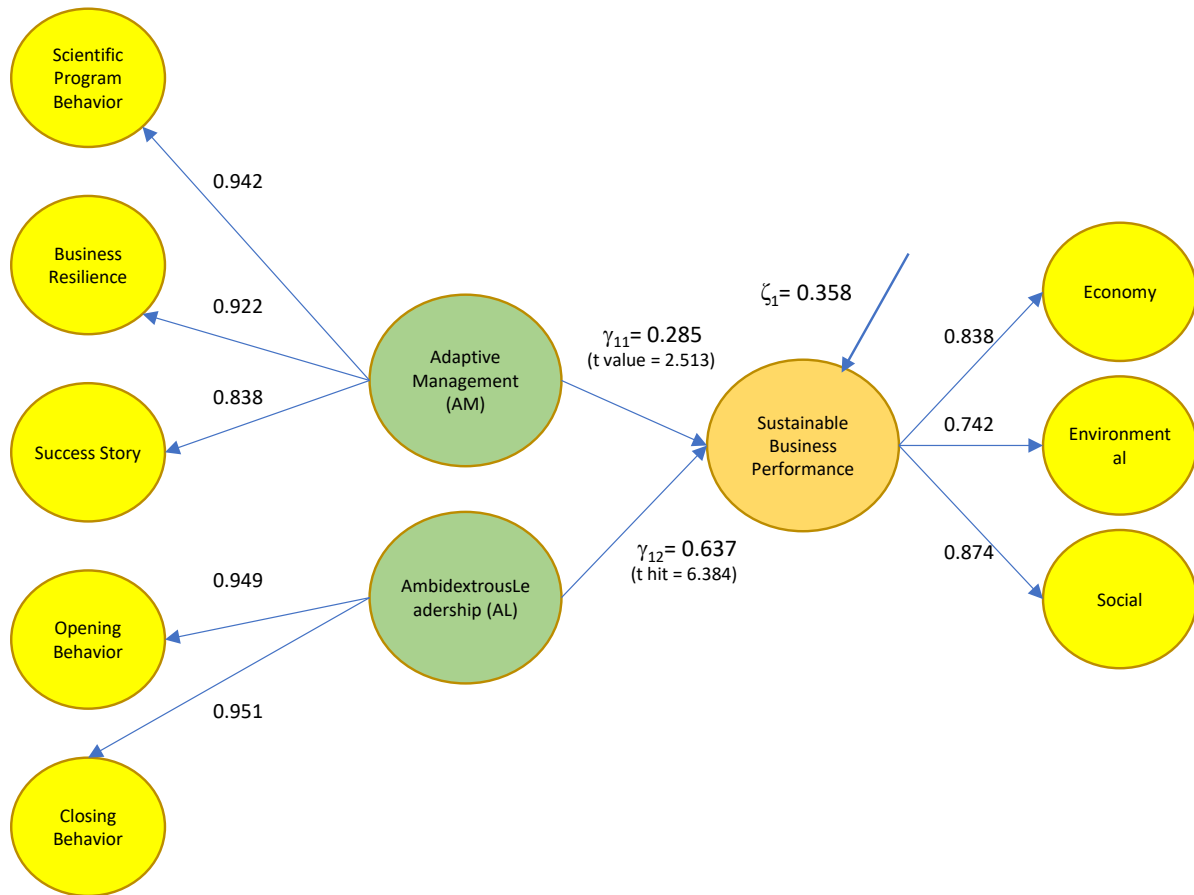 Scientific
Program
Behavior
0.942
Business
Resilience
0.922
Success Story
0.838
Adaptive
Management
(AM)
γ11= 0.285
(t value = 2.513)
ζ1= 0.358
Sustainable
Business
Performance
0.838
Economy
0.742
Environment
al
0.874
Social
AmbidextrousLe
adership (AL)
γ12= 0.637
(t hit = 6.384)
0.949
Opening
Behavior
0.951
Closing
Behavior